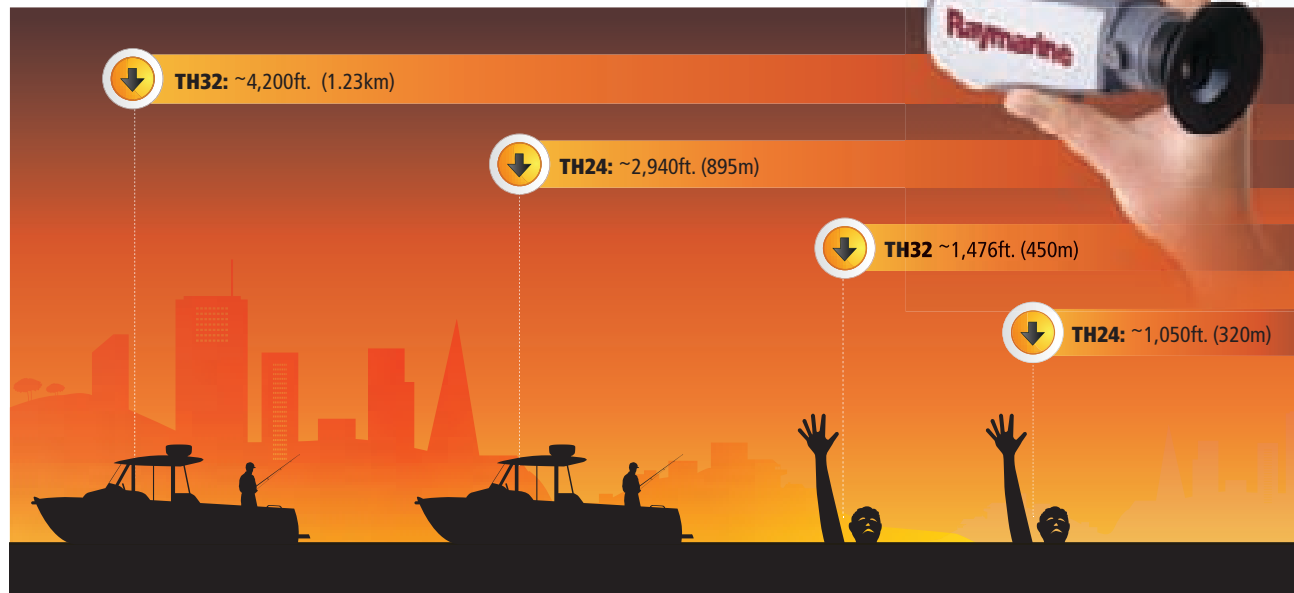 Raymarine
TH32: ~4,200ft. (1.23km)
TH24: ~2,940ft. (895m)
TH32 ~1,476ft. (450m)
TH24: ~1,050ft. (320m)